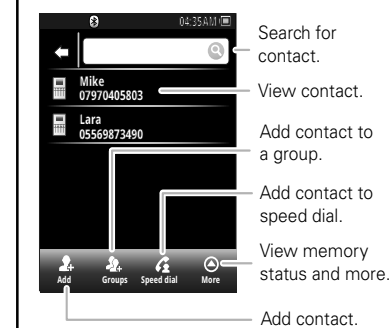 04:35AM
Search for
contact.
Mike
07970405803
View contact.
Lara
05569873490
Add contact to
a group.
Add contact to
speed dial.
View memory
status and more.
Add
Groups
Speed dial
More
Add contact.